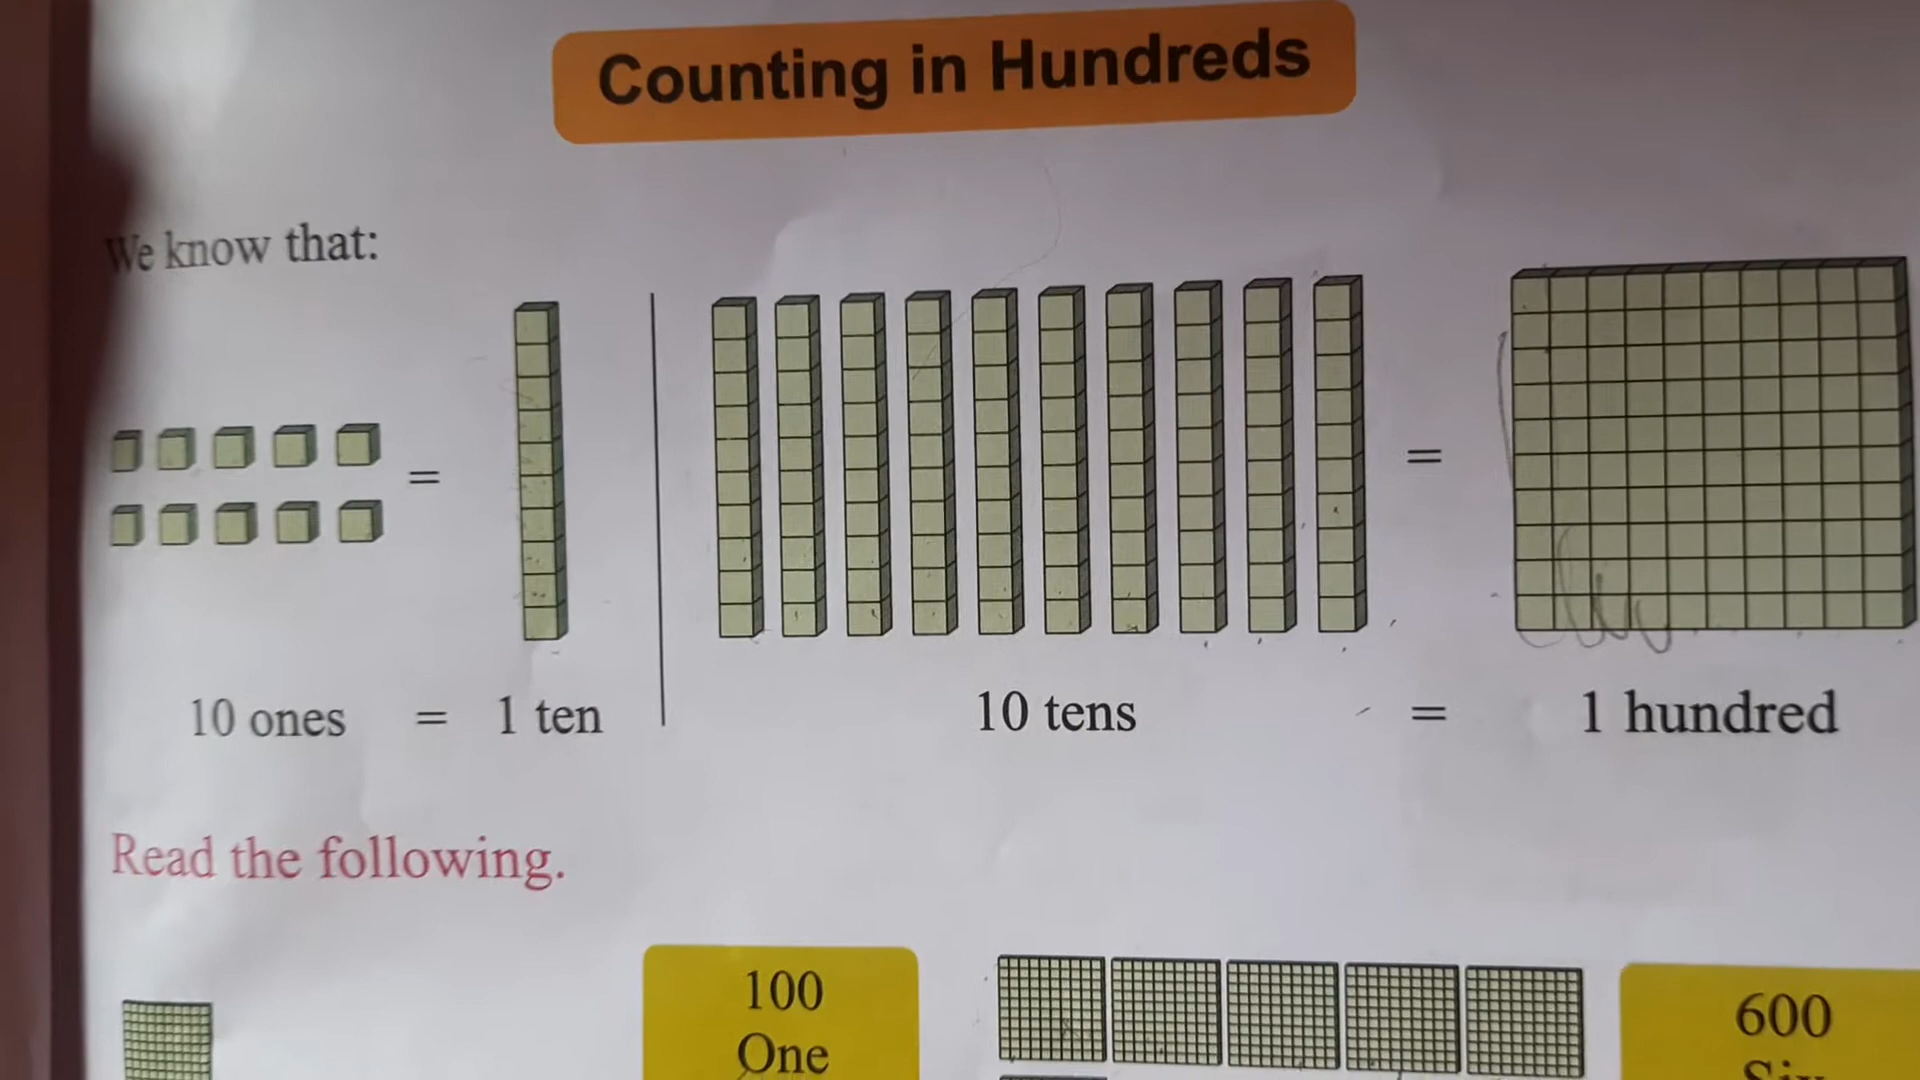 Counting in Hundreds
We know that:
=
=
10 ones = 1 ten
10 tens = 1 hundred
Read the following.
100
One
600
Six